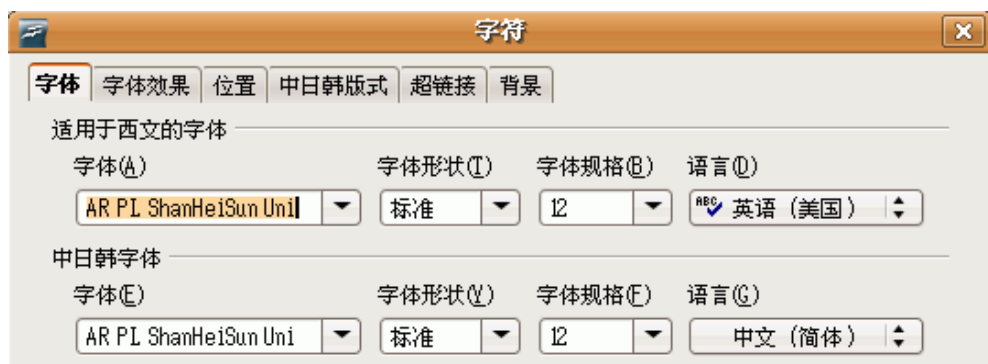 字符
字体 字体效果 位置 中日韩版式 超链接 背景
适用于西文的字体
字体(A) 字体形状(T) 字体规格(B) 语言(D)
AR PL ShanHeiSun Uni 标准 12 ABC 英语 (美国)
中日韩字体
字体(E) 字体形状(Y) 字体规格(F) 语言(G)
AR PL ShanHeiSun Uni 标准 12 中文 (简体)